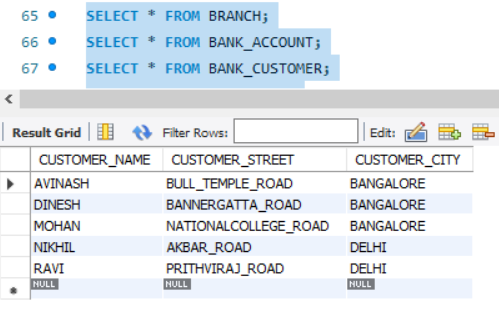 65 SELECT * FROM BRANCH;
66 SELECT * FROM BANK_ACCOUNT;
67 SELECT * FROM BANK_CUSTOMER;
Result Grid Filter Rows: Edit:
CUSTOMER_NAME CUSTOMER_STREET CUSTOMER_CITY
AVINASH BULL_TEMPLE_ROAD BANGALORE
DINESH BANNERGATTA_ROAD BANGALORE
MOHAN NATIONALCOLLEGE_ROAD BANGALORE
NIKHIL AKBAR_ROAD DELHI
RAVI PRITHVIRAJ_ROAD DELHI
NULL NULL NULL